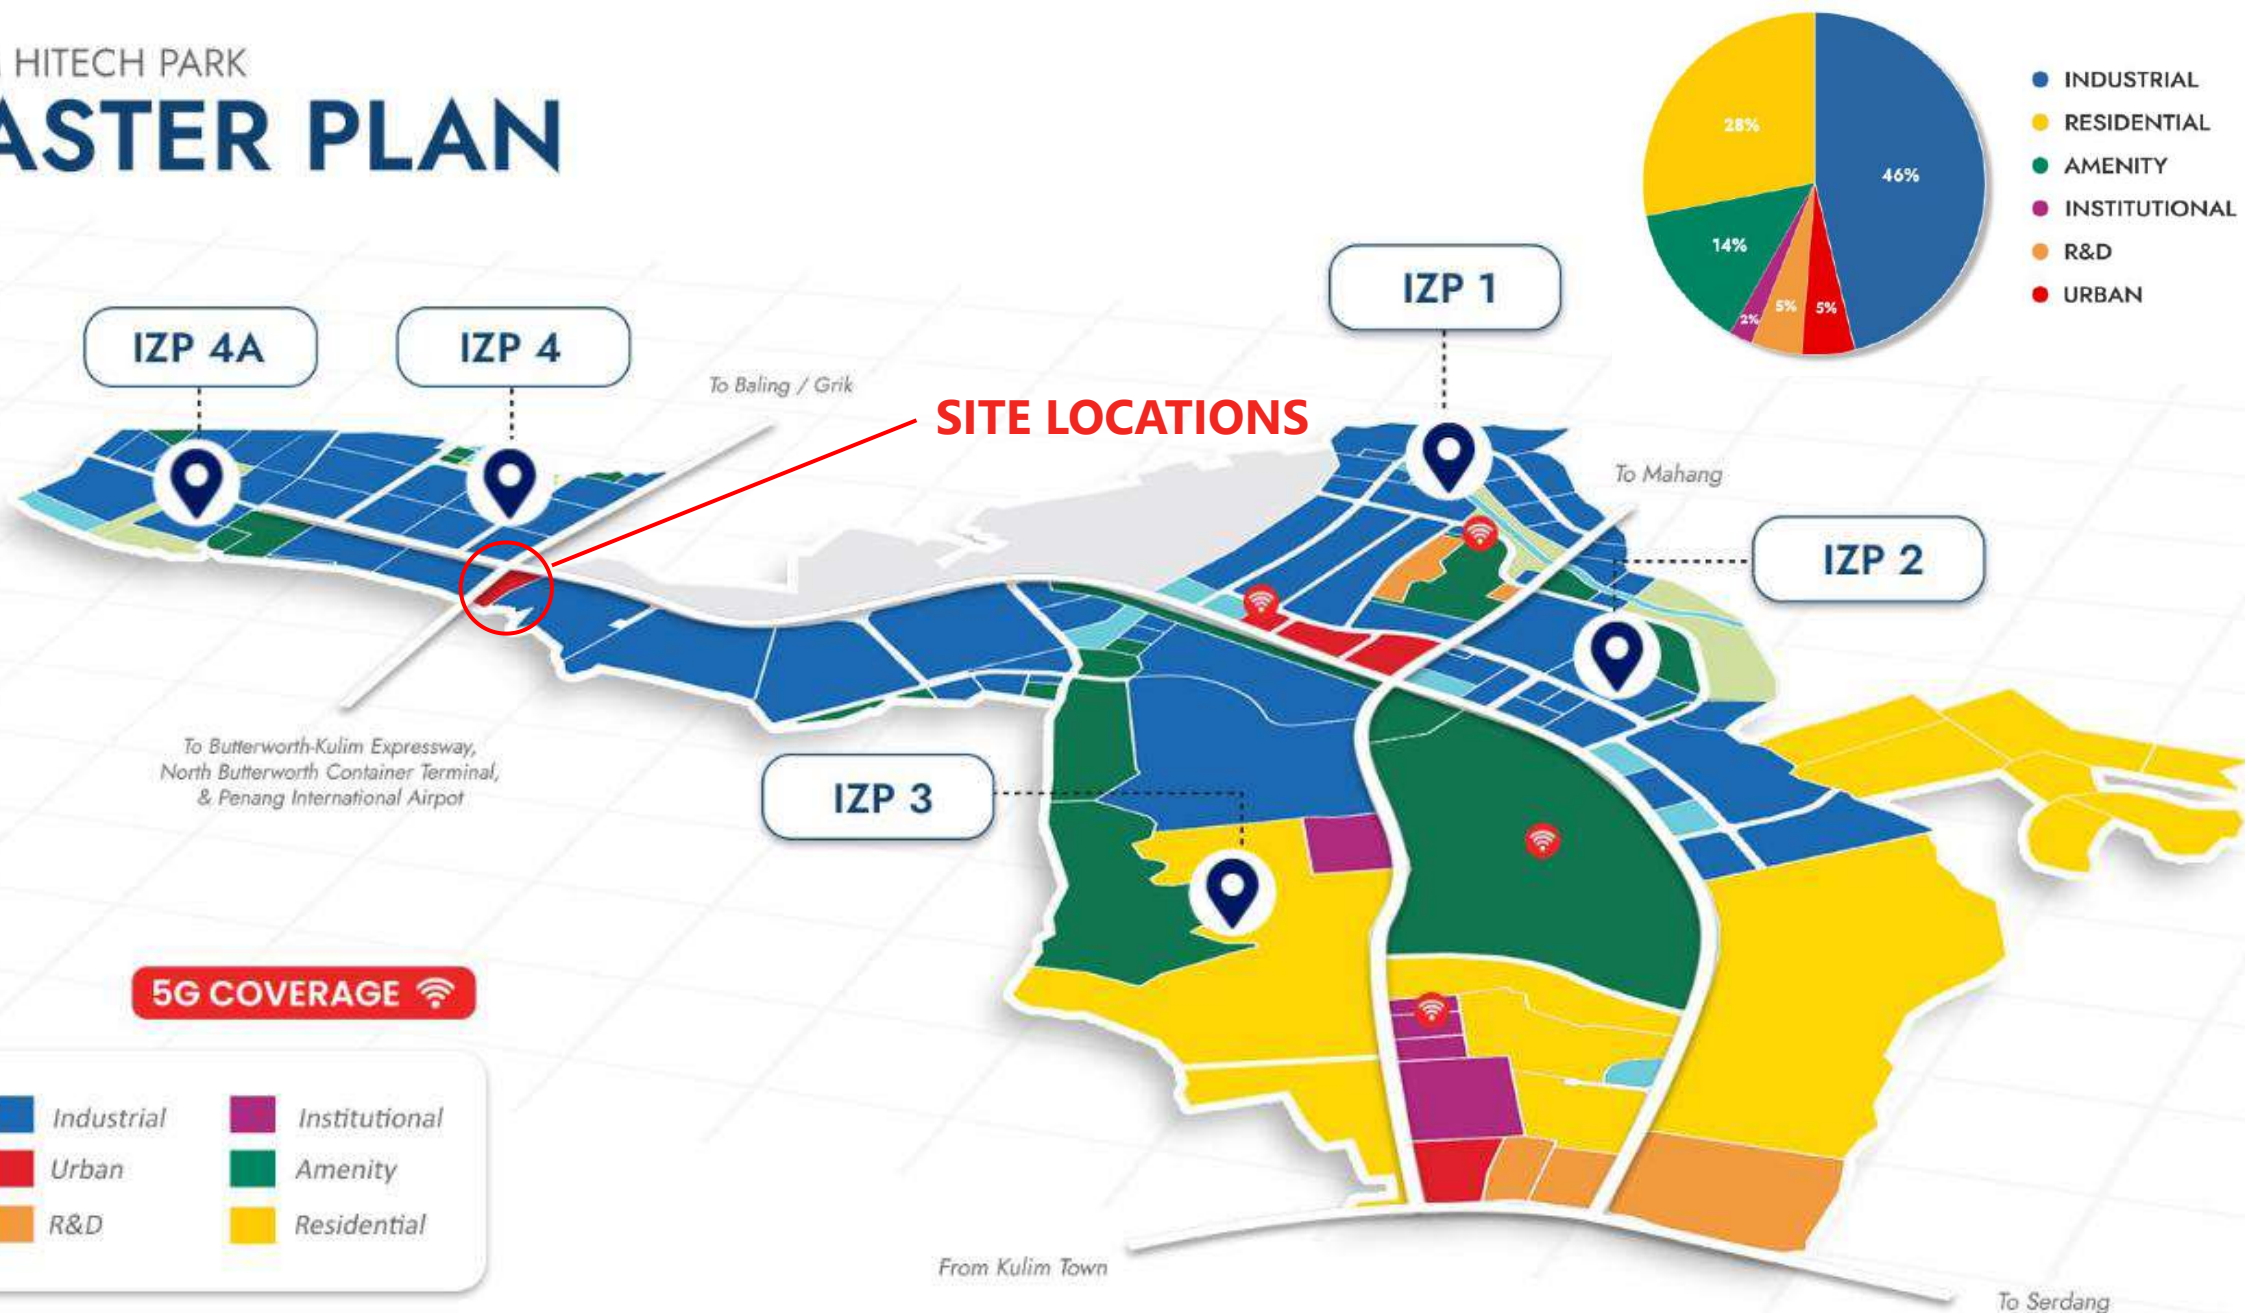 HITECH PARK
ASTER PLAN
28%
46%
14%
2%
5%
5%
INDUSTRIAL
RESIDENTIAL
AMENITY
INSTITUTIONAL
R&D
URBAN
IZP 1
IZP 4A
IZP 4
To Baling / Grik
SITE LOCATIONS
To Mahang
IZP 2
To Butterworth-Kulim Expressway,
North Butterworth Container Terminal,
& Penang International Airpot
IZP 3
5G COVERAGE
Industrial
Institutional
Urban
Amenity
R&D
Residential
From Kulim Town
To Serdang